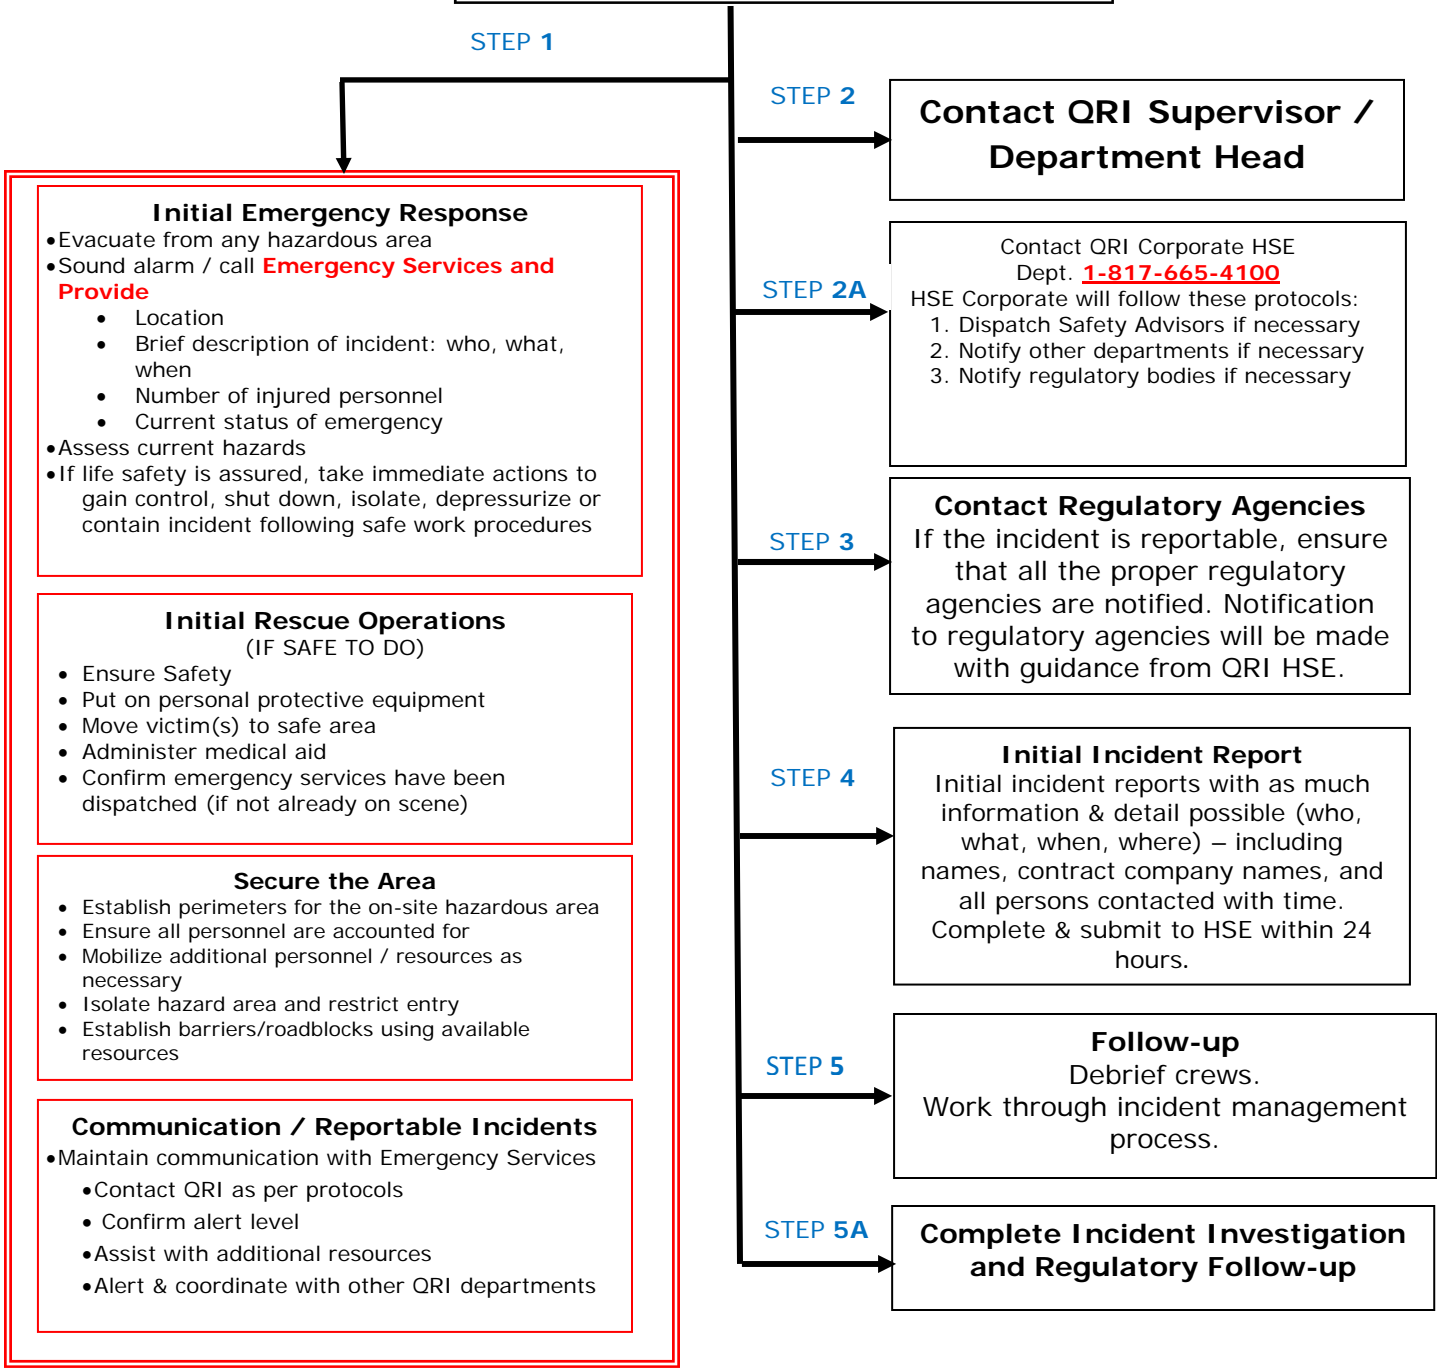 STEP 1
Initial Emergency Response
•Evacuate from any hazardous area
•Sound alarm / call Emergency Services and
Provide
• Location
• Brief description of incident: who, what,
when
• Number of injured personnel
• Current status of emergency
•Assess current hazards
•If life safety is assured, take immediate actions to
gain control, shut down, isolate, depressurize or
contain incident following safe work procedures
Initial Rescue Operations
(IF SAFE TO DO)
• Ensure Safety
• Put on personal protective equipment
• Move victim(s) to safe area
• Administer medical aid
• Confirm emergency services have been
dispatched (if not already on scene)
Secure the Area
• Establish perimeters for the on-site hazardous area
• Ensure all personnel are accounted for
• Mobilize additional personnel / resources as
necessary
• Isolate hazard area and restrict entry
• Establish barriers/roadblocks using available
resources
Communication / Reportable Incidents
•Maintain communication with Emergency Services
•Contact QRI as per protocols
• Confirm alert level
•Assist with additional resources
•Alert & coordinate with other QRI departments
STEP 2
Contact QRI Supervisor /
Department Head
STEP 2A
Contact QRI Corporate HSE
Dept. 1-817-665-4100
HSE Corporate will follow these protocols:
1. Dispatch Safety Advisors if necessary
2. Notify other departments if necessary
3. Notify regulatory bodies if necessary
STEP 3
Contact Regulatory Agencies
If the incident is reportable, ensure
that all the proper regulatory
agencies are notified. Notification
to regulatory agencies will be made
with guidance from QRI HSE.
STEP 4
Initial Incident Report
Initial incident reports with as much
information & detail possible (who,
what, when, where) – including
names, contract company names, and
all persons contacted with time.
Complete & submit to HSE within 24
hours.
STEP 5
Follow-up
Debrief crews.
Work through incident management
process.
STEP 5A
Complete Incident Investigation
and Regulatory Follow-up